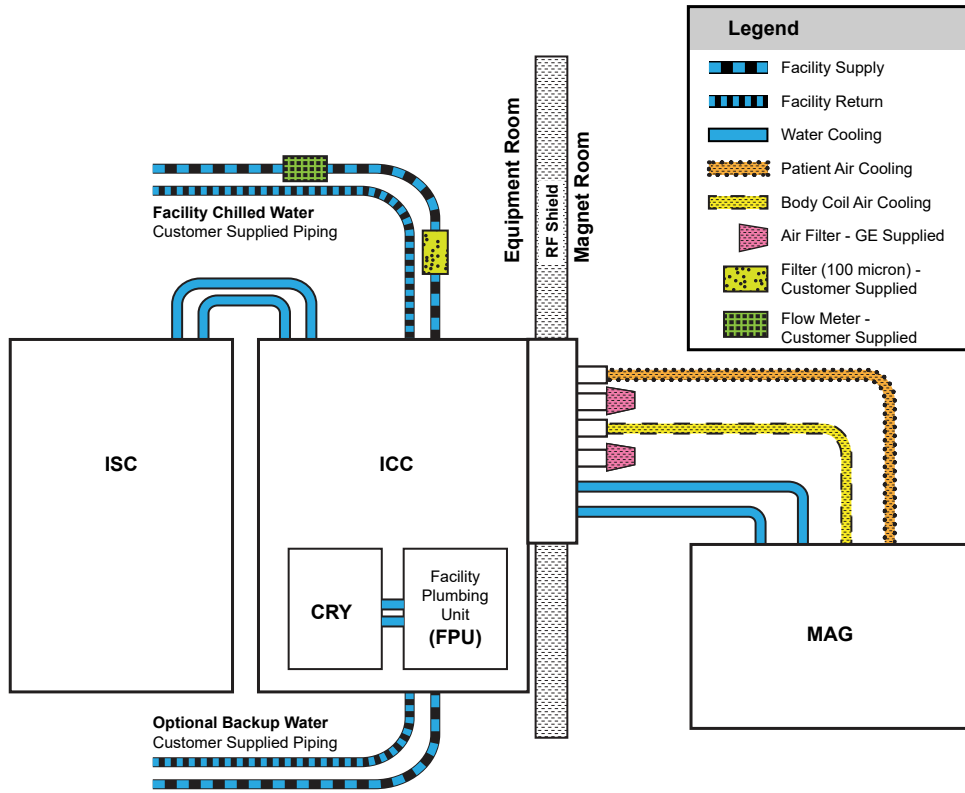 Legend
Facility Supply
Facility Return
Water Cooling
Patient Air Cooling
Body Coil Air Cooling
Air Filter - GE Supplied
Filter (100 micron) -
Customer Supplied
Flow Meter -
Customer Supplied
Equipment Room
RF Shield
Magnet Room
Facility Chilled Water
Customer Supplied Piping
ISC
ICC
CRY
Facility
Plumbing
Unit
(FPU)
MAG
Optional Backup Water
Customer Supplied Piping